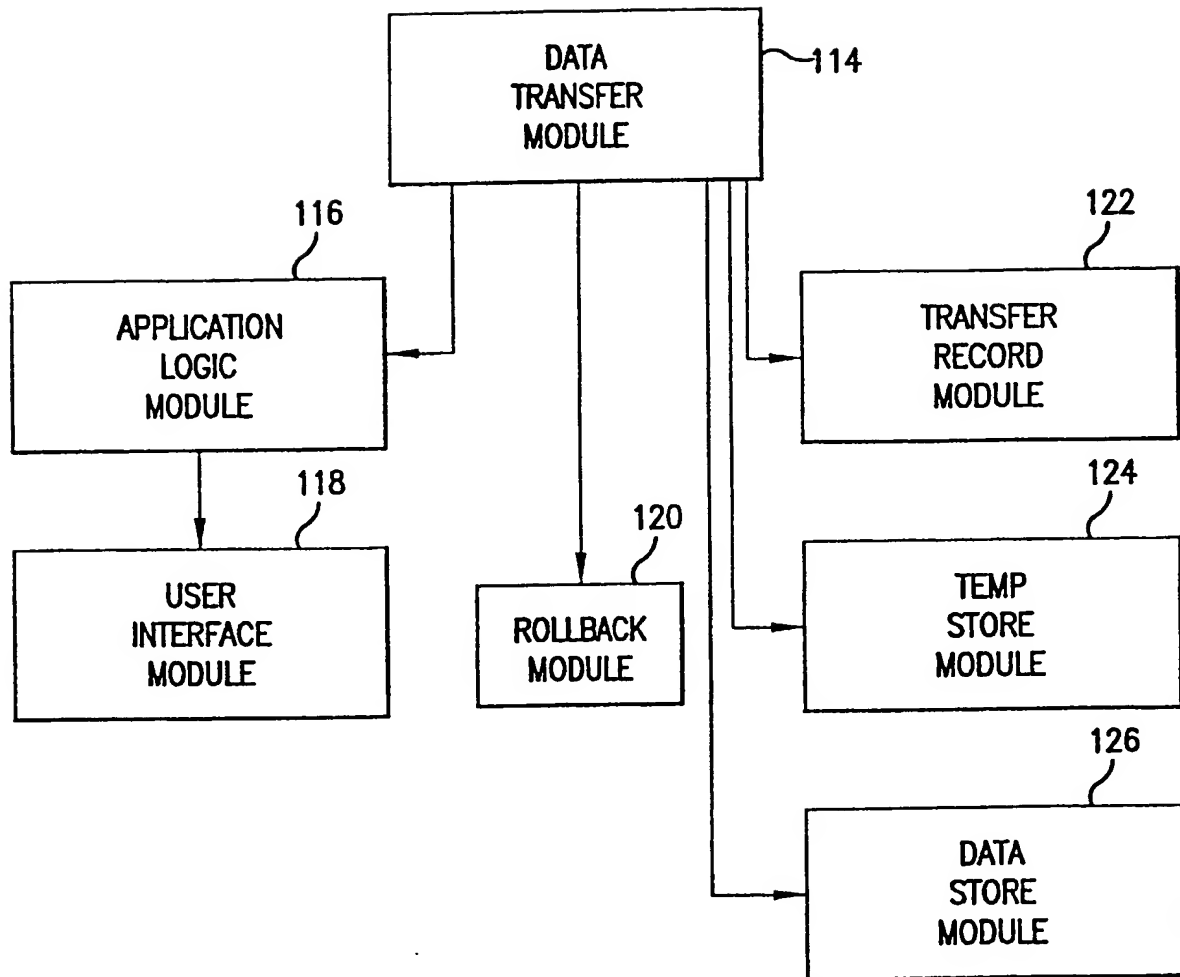 DATA
TRANSFER
MODULE
114
116
APPLICATION
LOGIC
MODULE
122
TRANSFER
RECORD
MODULE
118
USER
INTERFACE
MODULE
120
ROLLBACK
MODULE
124
TEMP
STORE
MODULE
126
DATA
STORE
MODULE